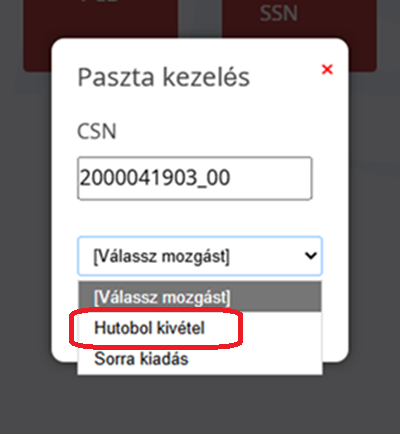 SSN
Paszta kezelés
×
CSN
2000041903_00
[Válassz mozgást]
[Válassz mozgást]
Hutobol kivétel
Sorra kiadás